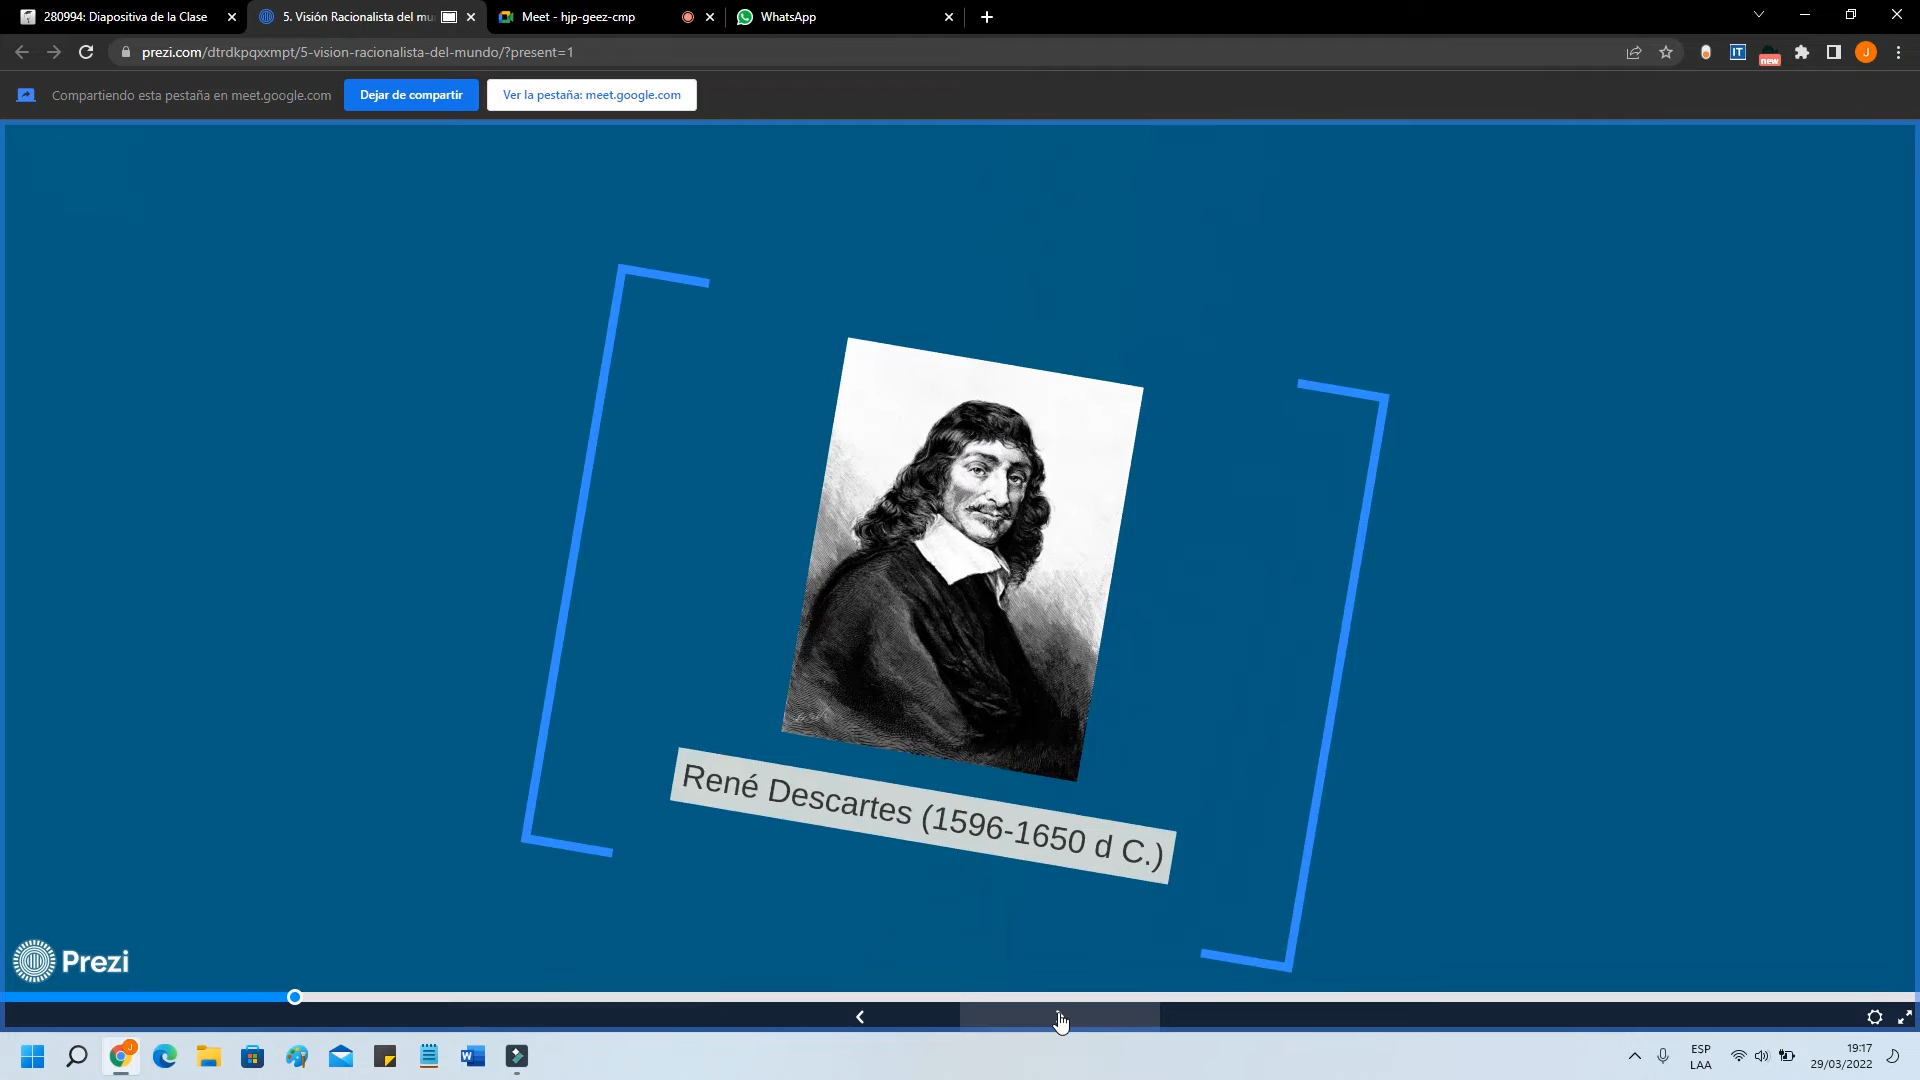 280994: Diapositiva de la Clase
5. Visión Racionalista del mu
Meet - hjp-geez-cmp
WhatsApp
prezi.com/dtrdkpqxxmpt/5-vision-racionalista-del-mundo/?present=1
IT
new
J
Compartiendo esta pestaña en meet.google.com
Dejar de compartir
Ver la pestaña: meet.google.com
René Descartes (1596-1650 d C.)
Prezi
J
ESP
LAA
19:17
29/03/2022